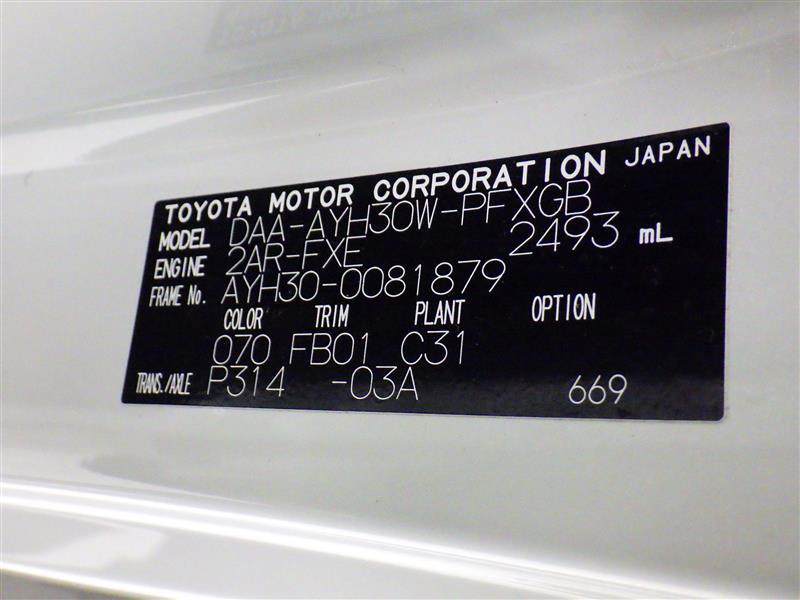 TOYOTA MOTOR CORPORATION JAPAN
MODEL DAA-AYH30W-PFXGB
ENGINE 2AR-FXE 2493 mL
FRAME No. AYH30-0081879
COLOR TRIM PLANT OPTION
070 FB01 C31
TRANS./AXLE P314 -03A 669